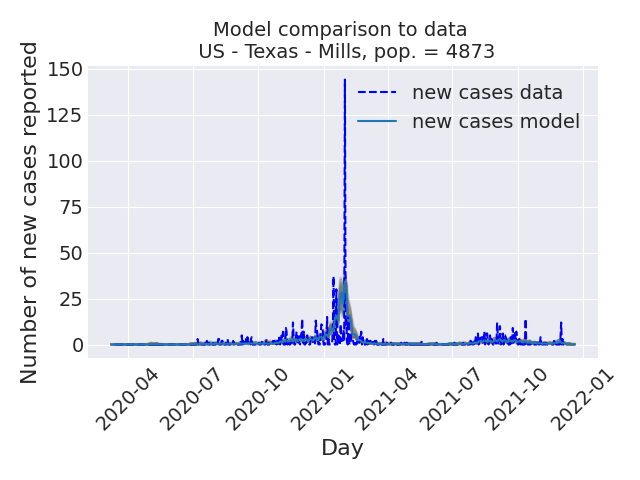 Model comparison to data
US - Texas - Mills, pop. = 4873
Number of new cases reported
150
125
100
75
50
25
0
new cases data
new cases model
2020-04
2020-07
2020-10
2021-01
2021-04
2021-07
2021-10
2022-01
Day